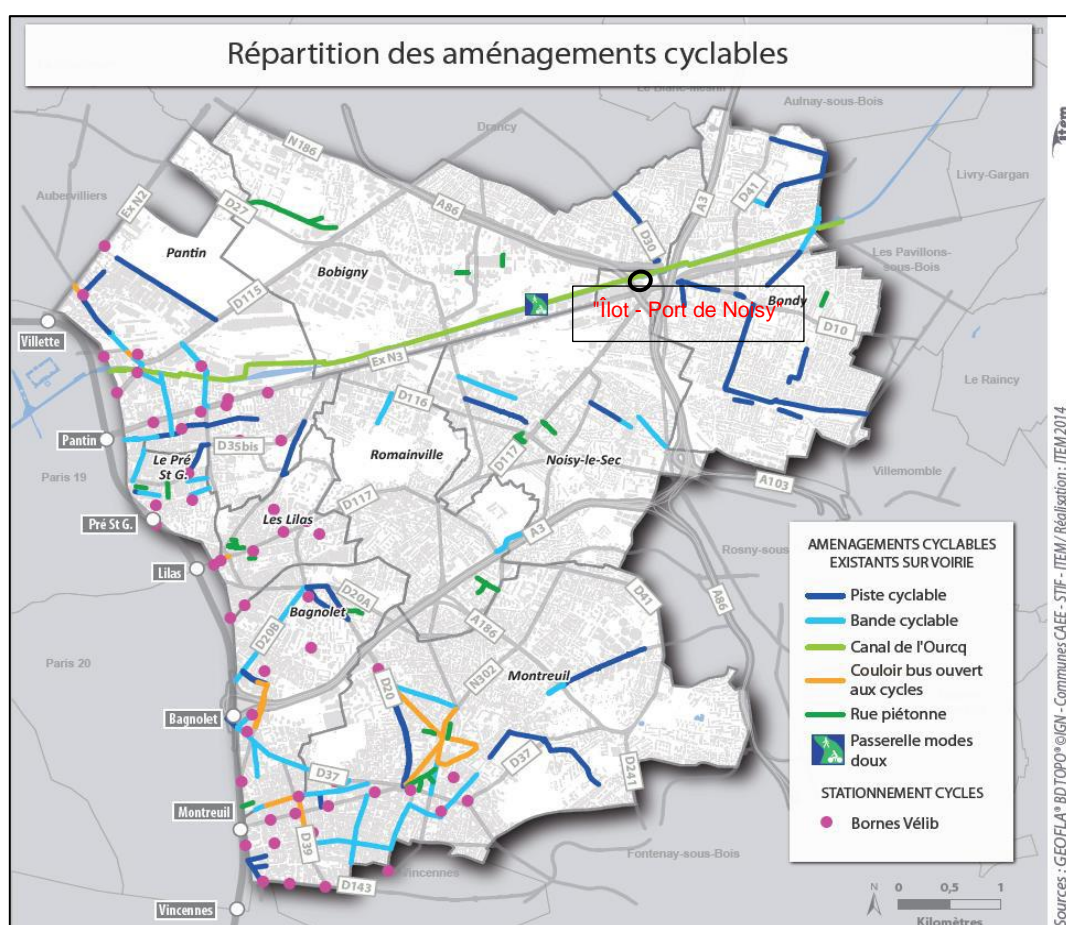 Répartition des aménagements cyclables
Le Blanc-Mesnil
Aulnay-sous-Bois
Drancy
N186
Item
Aubervilliers
Ex N2
D27
A86
A3
D41
Livry-Gargan
D30
Pantin
Bobigny
Les Pavillons-
sous-Bois
D115
"Îlot - Port de Noisy"
Bondy
D10
Villette
Ex N3
Le Raincy
D116
Pantin
D35bis
Romainville
D117
Noisy-le-Sec
Le Pré
St G.
Paris 19
A103
Villemomble
D117
Pré St G.
Les Lilas
A3
Rosny-sous
Lilas
D20A
Bagnolet
D41
A86
D20B
A186
Paris 20
N302
Montreuil
D20
Bagnolet
D37
D37
D241
Montreuil
D39
Fontenay-sous-Bois
D143
Vincennes
Vincennes
AMENAGEMENTS CYCLABLES
EXISTANTS SUR VOIRIE
Piste cyclable
Bande cyclable
Canal de l'Ourcq
Couloir bus ouvert
aux cycles
Rue piétonne
Passerelle modes
doux
STATIONNEMENT CYCLES
Bornes Vélib
N
0 0,5 1
Kilomètres
Sources : GEOFLA® BD TOPO® ©IGN - Communes CAEE - STIF - ITEM / Réalisation : ITEM 2014